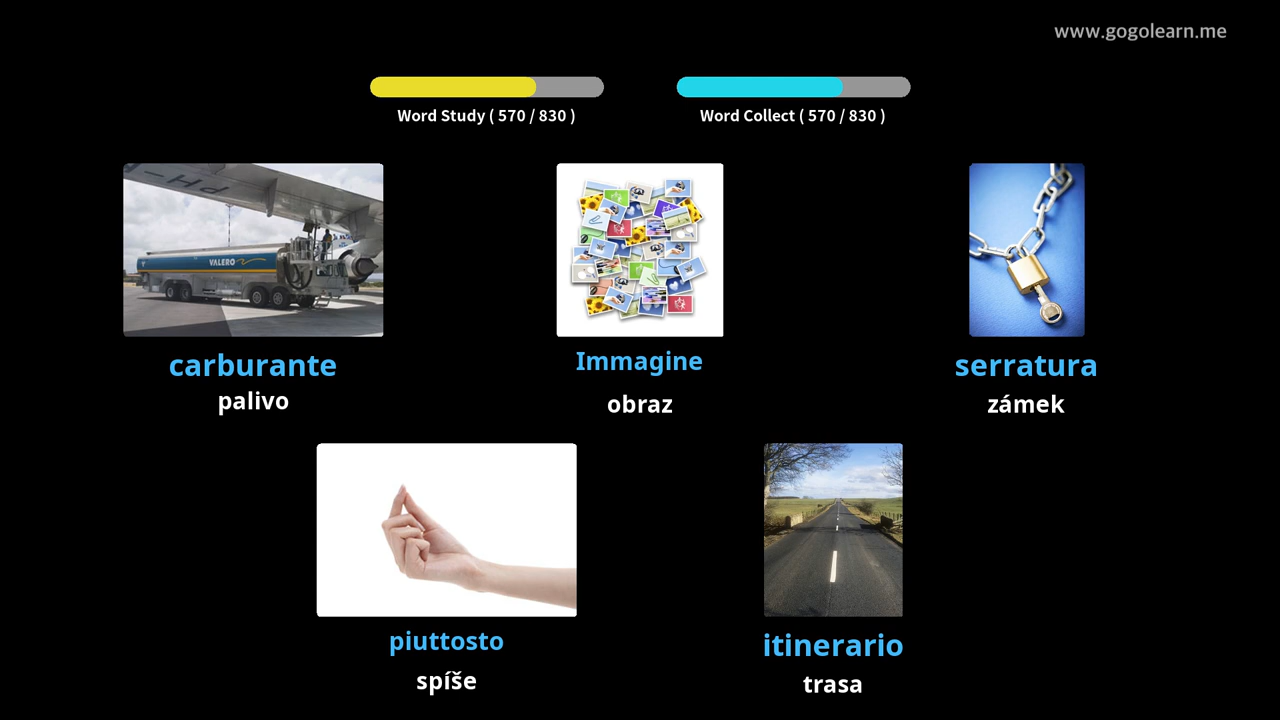 www.gogolearn.me
Word Study ( 570 / 830 )
Word Collect ( 570 / 830 )
VALERO
carburante
palivo
Immagine
obraz
serratura
zámek
piuttosto
spíše
itinerario
trasa